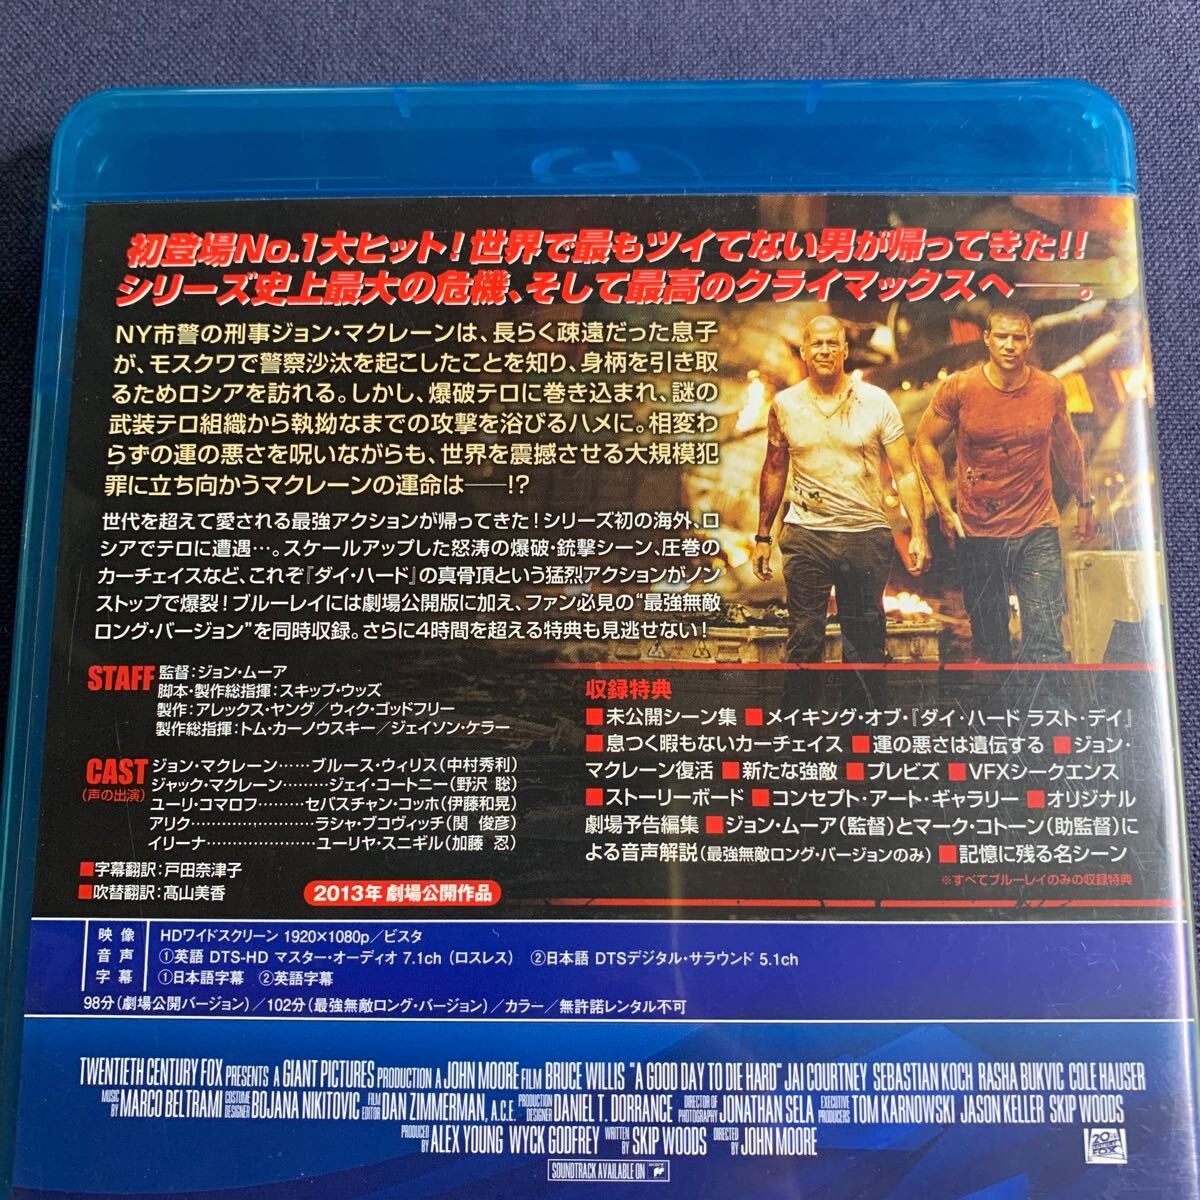 初登場No.1大ヒット!世界で最もツイてない男が帰ってきた!!
シリーズ史上最大の危機、そして最高のクライマックスへ――。
NY市警の刑事ジョン・マクレーンは、長らく疎遠だった息子
が、モスクワで警察沙汰を起こしたことを知り、身柄を引き取
るためロシアを訪れる。しかし、爆破テロに巻き込まれ、謎の
武装テロ組織から執拗なまでの攻撃を浴びるハメに。相変わ
らずの運の悪さを呪いながらも、世界を震撼させる大規模犯
罪に立ち向かうマクレーンの運命は――!?
世代を超えて愛される最強アクションが帰ってきた!シリーズ初の海外、ロ
シアでテロに遭遇…。スケールアップした怒涛の爆破・銃撃シーン、圧巻の
カーチェイスなど、これぞ『ダイ・ハード』の真骨頂という猛烈アクションがノン
ストップで爆裂!ブルーレイには劇場公開版に加え、ファン必見の“最強無敵
ロング・バージョン”を同時収録。さらに4時間を超える特典も見逃せない!
STAFF 監督:ジョン・ムーア
脚本・製作総指揮:スキップ・ウッズ
製作:アレックス・ヤング/ヴィク・ゴッドフリー
製作総指揮:トム・カーノウスキー/ジェイソン・ケラー
CAST (声の出演)
ジョン・マクレーン……ブルース・ウィリス(中村秀利)
ジャック・マクレーン………ジェイ・コートニー(野沢 聡)
ユーリ・コマロフ………セバスチャン・コッホ(伊藤和晃)
アリク……………………ラシャ・ブコヴィッチ(関 俊彦)
イリーナ…………………ユーリヤ・スニギル(加藤 忍)
■字幕翻訳:戸田奈津子
■吹替翻訳:髙山美香
2013年 劇場公開作品
収録特典
■未公開シーン集 ■メイキング・オブ・『ダイ・ハード ラスト・デイ』
■息つく暇もないカーチェイス ■運の悪さは遺伝する ■ジョン・
マクレーン復活 ■新たな強敵 ■プレビズ ■VFXシークエンス
■ストーリーボード ■コンセプト・アート・ギャラリー ■オリジナル
劇場予告編集 ■ジョン・ムーア(監督)とマーク・コトーン(助監督)に
よる音声解説(最強無敵ロング・バージョンのみ) ■記憶に残る名シーン
※すべてブルーレイのみの収録特典
映像 HDワイドスクリーン 1920×1080p/ビスタ
音声 ①英語 DTS-HD マスター・オーディオ 7.1ch (ロスレス) ②日本語 DTSデジタル・サラウンド 5.1ch
字幕 ①日本語字幕 ②英語字幕
98分(劇場公開バージョン)/102分(最強無敵ロング・バージョン)/カラー/無許諾レンタル不可
TWENTIETH CENTURY FOX PRESENTS A GIANT PICTURES PRODUCTION A JOHN MOORE FILM BRUCE WILLIS "A GOOD DAY TO DIE HARD" JAI COURTNEY SEBASTIAN KOCH RASHA BUKVIC COLE HAUSER
MUSIC BY MARCO BELTRAMI COSTUME DESIGNER BOJANA NIKITOVIC FILM EDITOR DAN ZIMMERMAN, A.C.E. PRODUCTION DESIGNER DANIEL T. DORRANCE DIRECTOR OF PHOTOGRAPHY JONATHAN SELA EXECUTIVE PRODUCERS TOM KARNOWSKI JASON KELLER SKIP WOODS
PRODUCED BY ALEX YOUNG WYCK GODFREY WRITTEN BY SKIP WOODS DIRECTED BY JOHN MOORE
SOUNDTRACK AVAILABLE ON
20th CENTURY FOX